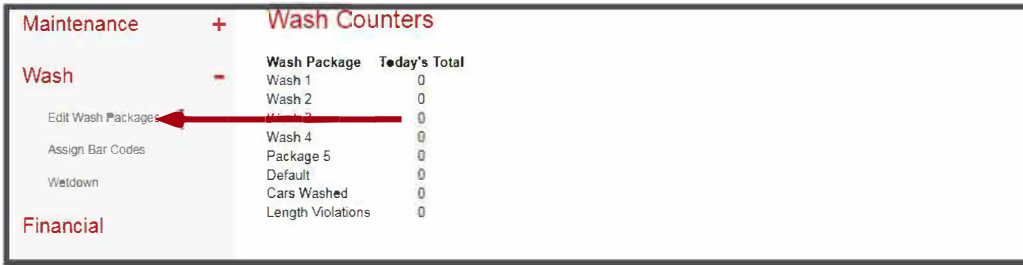 Maintenance +
Wash -
Edit Wash Packages
Assign Bar Codes
Wetdown
Financial
Wash Counters
Wash Package Today's Total
Wash 1 0
Wash 2 0
0
Wash 4 0
Package 5 0
Default 0
Cars Washed 0
Length Violations 0